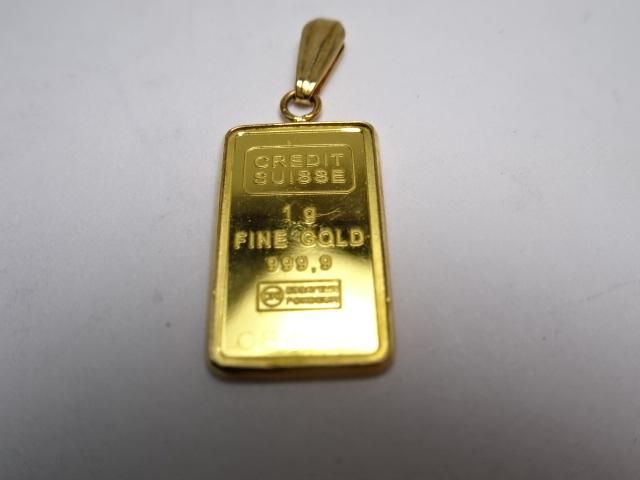 CREDIT
SUISSE
1 g
FINE GOLD
999,9